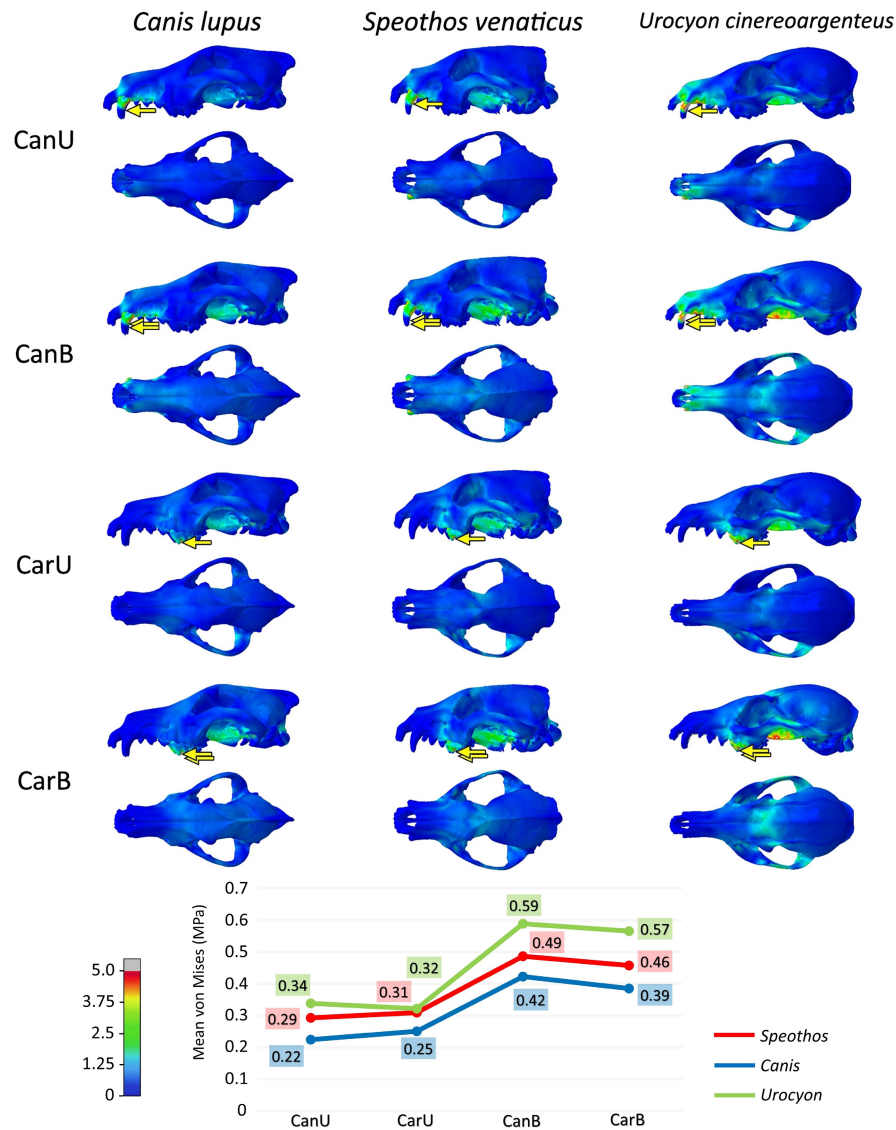 Canis lupus Speothos venaticus Urocyon cinereoargenteus
CanU
CanB
CarU
CarB
0.7
0.6
0.5
0.4
0.3
0.2
0.1
0
Mean von Mises (MPa)
5.0
3.75
2.5
1.25
0
0.34
0.32
0.59
0.57
0.29
0.31
0.49
0.46
0.22
0.25
0.42
0.39
CanU CarU CanB CarB
Speothos
Canis
Urocyon